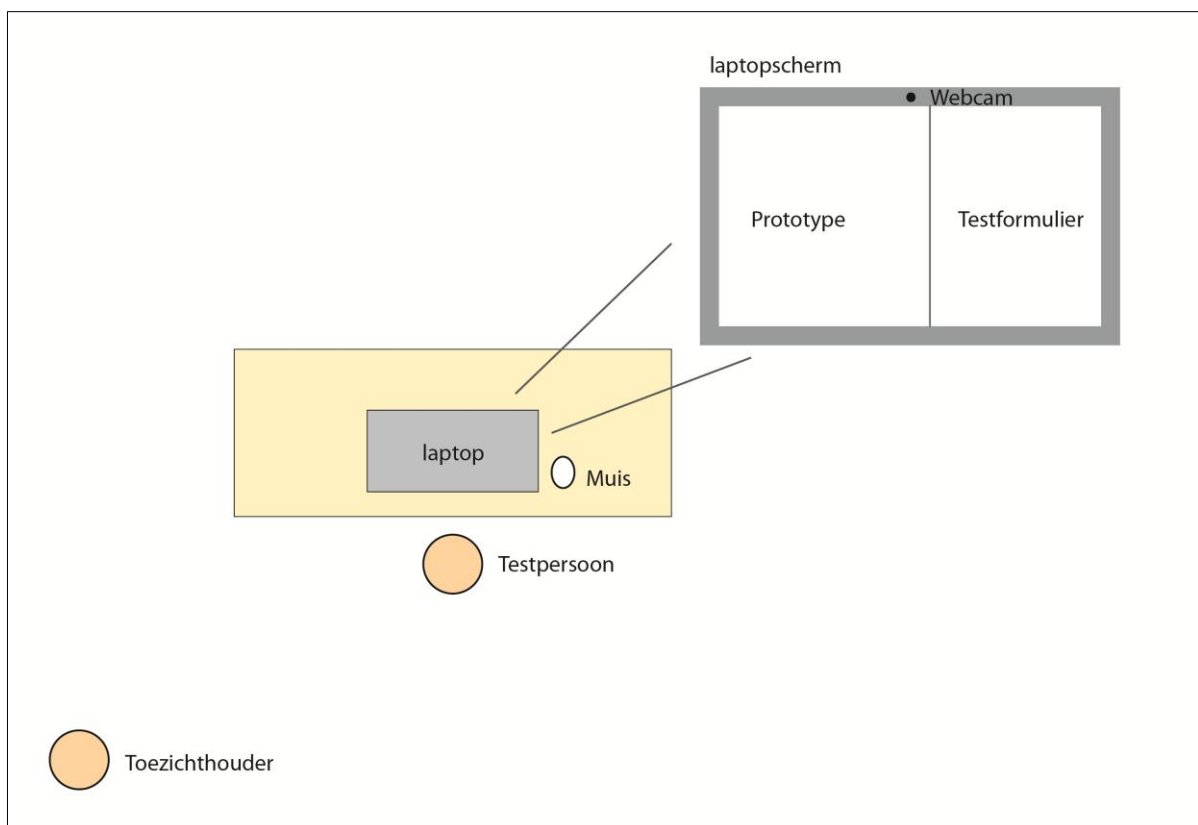 laptopscherm
Webcam
Prototype
Testformulier
laptop
Muis
Testpersoon
Toezichthouder